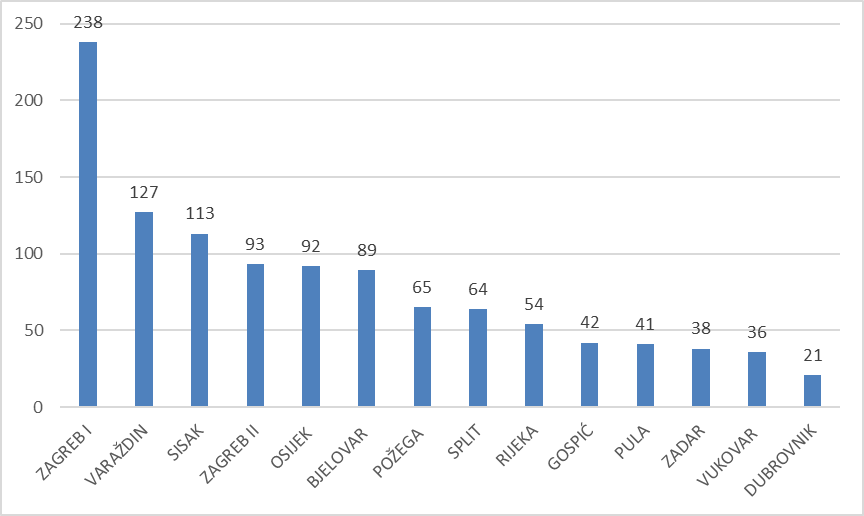 250
200
150
100
50
0
238
127
113
93
92
89
65
64
54
42
41
38
36
21
ZAGREB I
VARAŽDIN
SISAK
ZAGREB II
OSIJEK
BJELOVAR
POŽEGA
SPLIT
RIJEKA
GOSPIĆ
PULA
ZADAR
VUKOVAR
DUBROVNIK